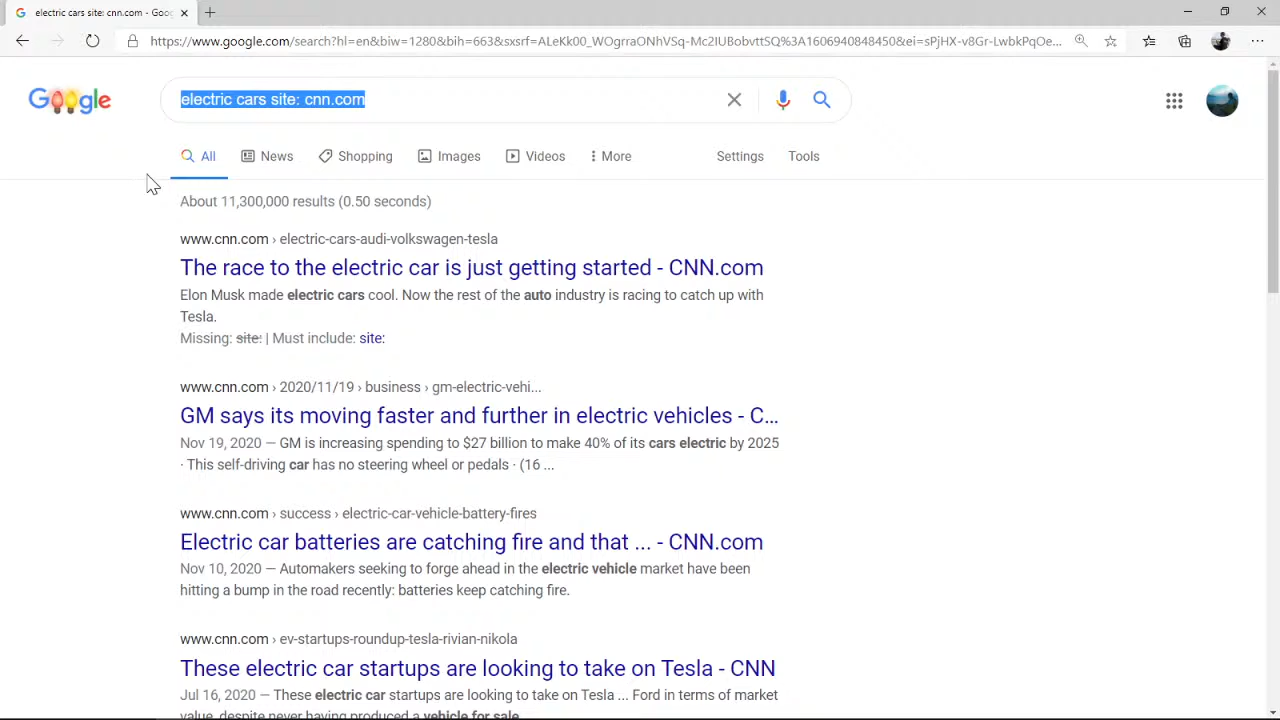 electric cars site: cnn.com - Goo
https://www.google.com/search?hl=en&biw=1280&bih=663&sxsrf=ALeKk00_WOgrraONhVSq-Mc2IUBobvttSQ%3A1606940848450&ei=sPjHX-v8Gr-LwbkPqOe...
Google
electric cars site: cnn.com
All News Shopping Images Videos More Settings Tools
About 11,300,000 results (0.50 seconds)
www.cnn.com › electric-cars-audi-volkswagen-tesla
The race to the electric car is just getting started - CNN.com
Elon Musk made electric cars cool. Now the rest of the auto industry is racing to catch up with
Tesla.
Missing: site: | Must include: site:
www.cnn.com › 2020/11/19 › business › gm-electric-vehi...
GM says its moving faster and further in electric vehicles - C...
Nov 19, 2020 — GM is increasing spending to $27 billion to make 40% of its cars electric by 2025
· This self-driving car has no steering wheel or pedals · (16 ...
www.cnn.com › success › electric-car-vehicle-battery-fires
Electric car batteries are catching fire and that ... - CNN.com
Nov 10, 2020 — Automakers seeking to forge ahead in the electric vehicle market have been
hitting a bump in the road recently: batteries keep catching fire.
www.cnn.com › ev-startups-roundup-tesla-rivian-nikola
These electric car startups are looking to take on Tesla - CNN
Jul 16, 2020 — These electric car startups are looking to take on Tesla ... Ford in terms of market
value, despite never having produced a vehicle for sale.